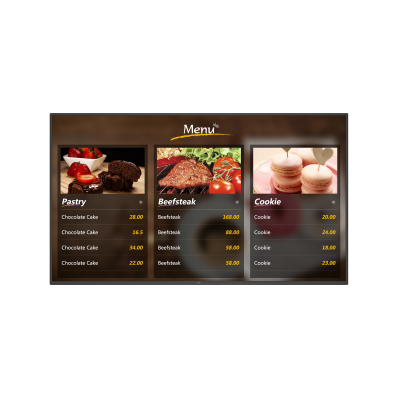 Menu
Pastry
Chocolate Cake 28.00
Chocolate Cake 16.5
Chocolate Cake 34.00
Chocolate Cake 22.00
Beefsteak
Beefsteak 168.00
Beefsteak 88.00
Beefsteak 58.00
Beefsteak 58.00
Cookie
Cookie 20.00
Cookie 24.00
Cookie 18.00
Cookie 23.00